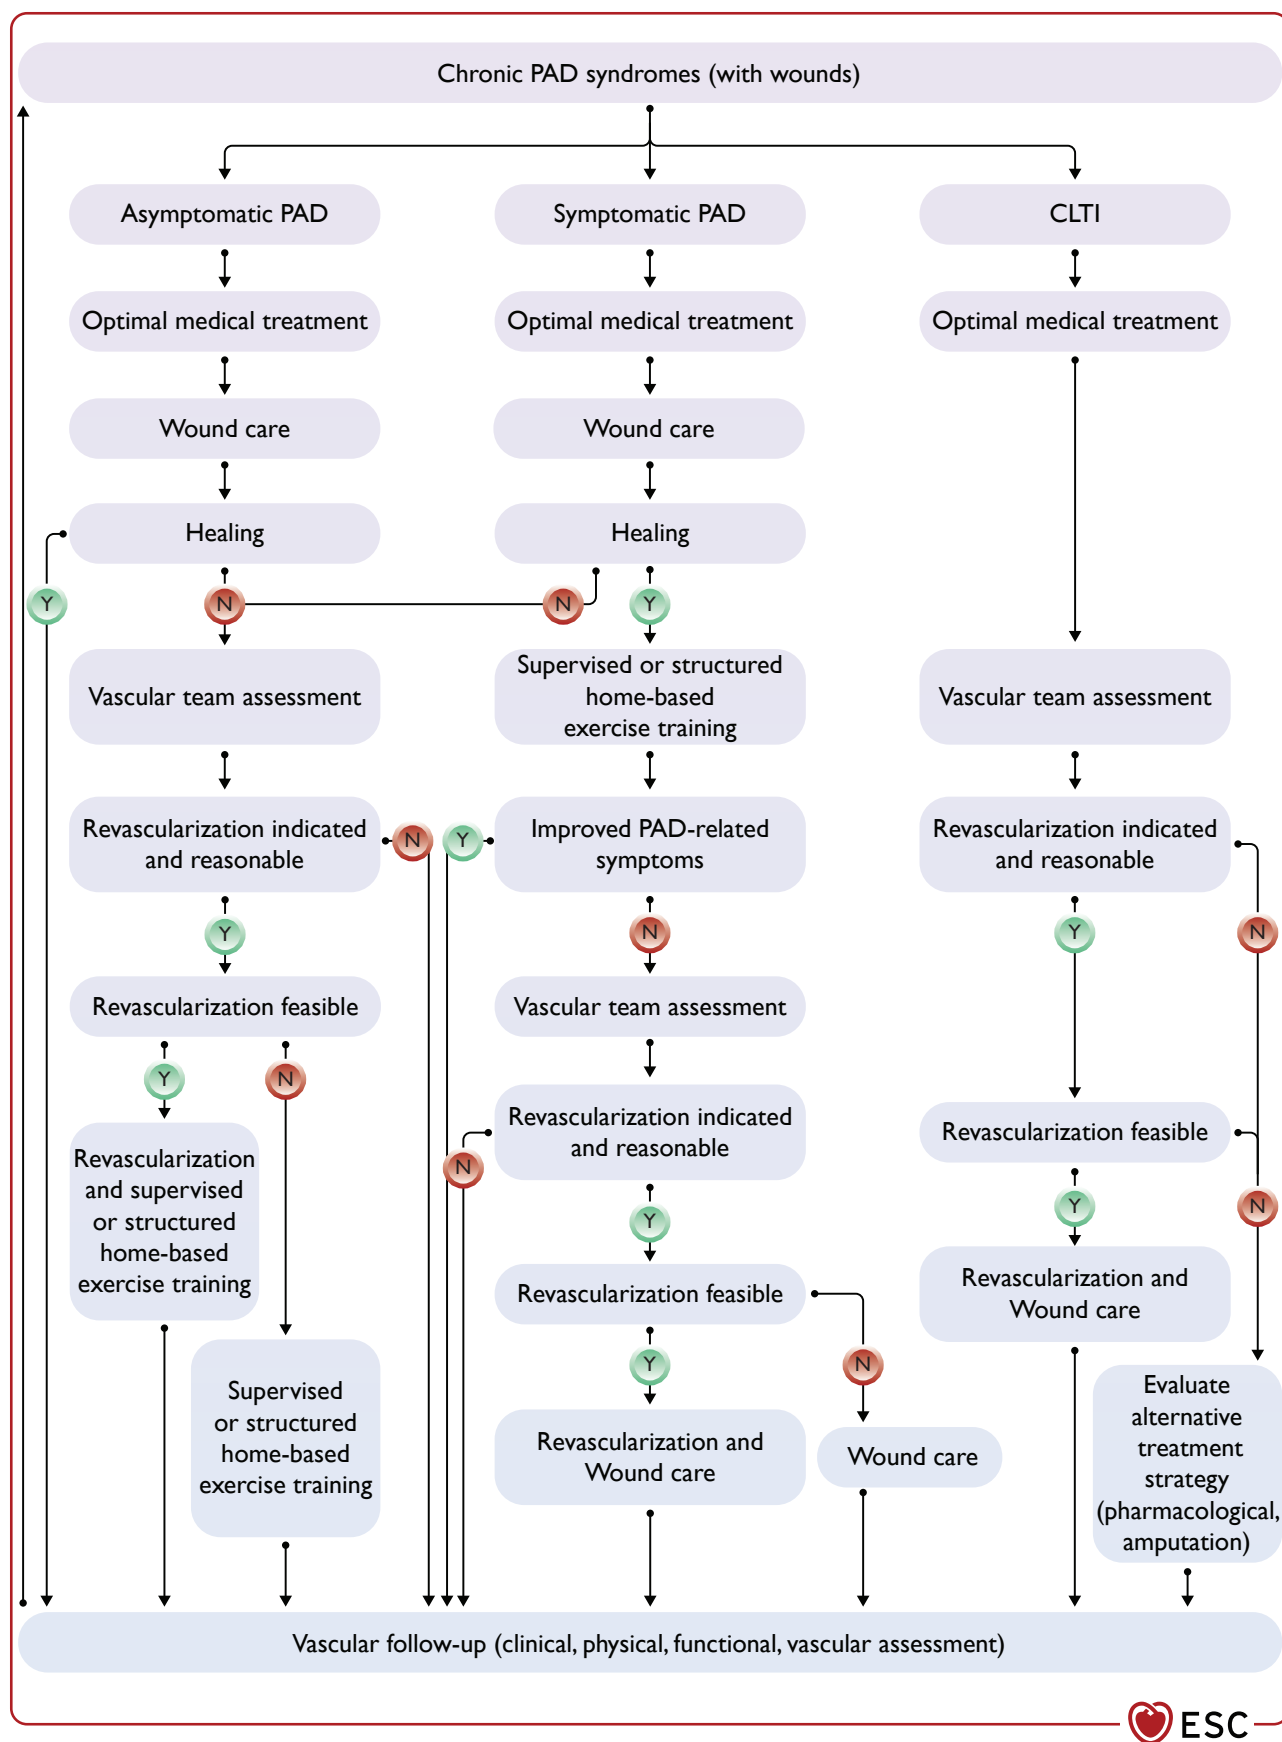 Chronic PAD syndromes (with wounds)
Asymptomatic PAD
Symptomatic PAD
CLTI
Optimal medical treatment
Optimal medical treatment
Optimal medical treatment
Wound care
Wound care
Healing
Healing
Y
N
N
Y
Vascular team assessment
Supervised or structured
home-based
exercise training
Vascular team assessment
Revascularization indicated
and reasonable
N
Y
Improved PAD-related
symptoms
Revascularization indicated
and reasonable
Y
N
Y
N
Revascularization feasible
Vascular team assessment
Y
N
Revascularization indicated
and reasonable
Revascularization feasible
Revascularization
and supervised
or structured
home-based
exercise training
N
Y
Y
N
Revascularization feasible
Revascularization and
Wound care
Y
N
Supervised
or structured
home-based
exercise training
Revascularization and
Wound care
Wound care
Evaluate
alternative
treatment
strategy
(pharmacological,
amputation)
Vascular follow-up (clinical, physical, functional, vascular assessment)
ESC